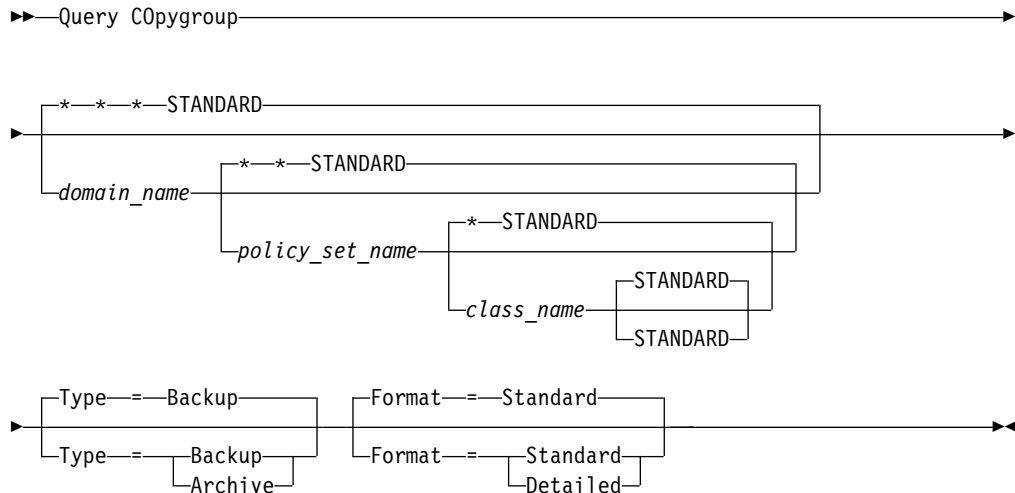 Query COpygroup
* * * STANDARD
* * STANDARD
domain_name
* STANDARD
policy_set_name
STANDARD
class_name
STANDARD
Type = Backup Format = Standard
Type = Backup Format = Standard
Archive Detailed